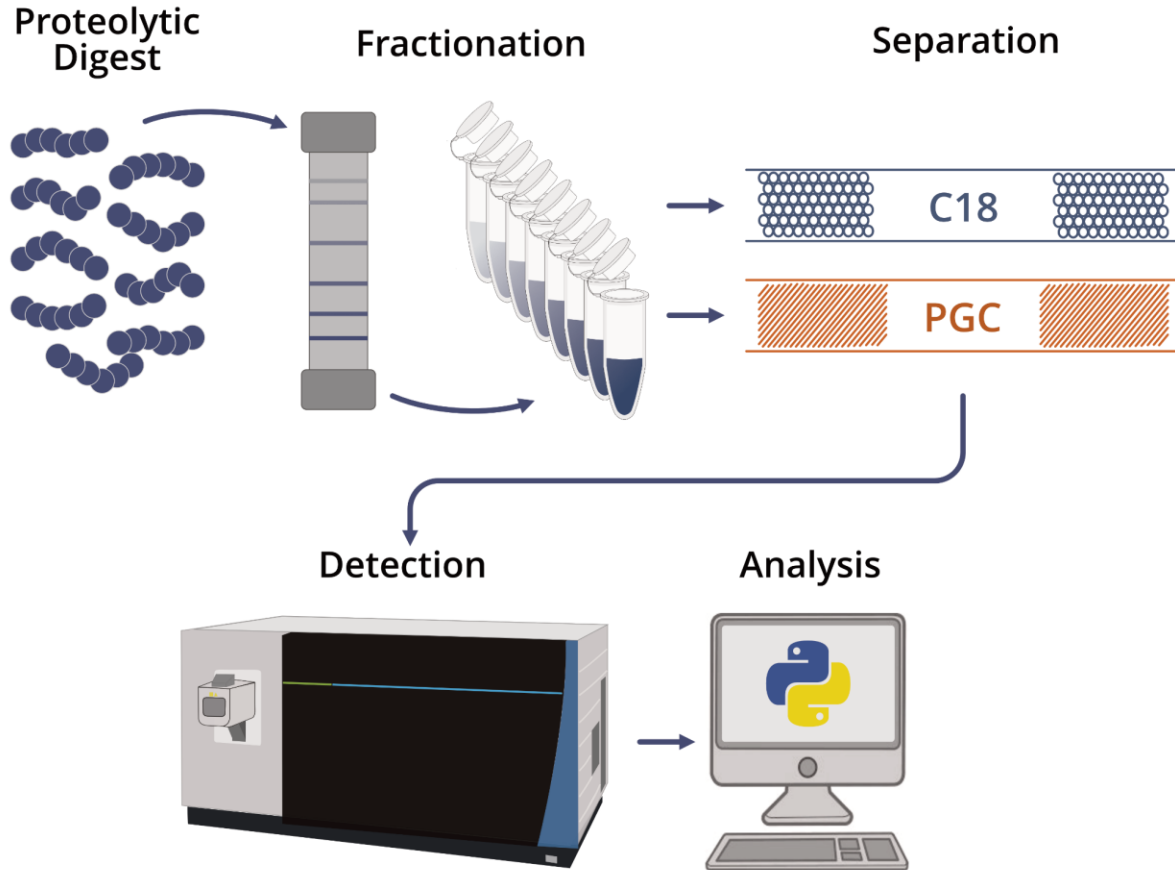 Proteolytic
Digest
Fractionation
Separation
C18
PGC
Detection
Analysis